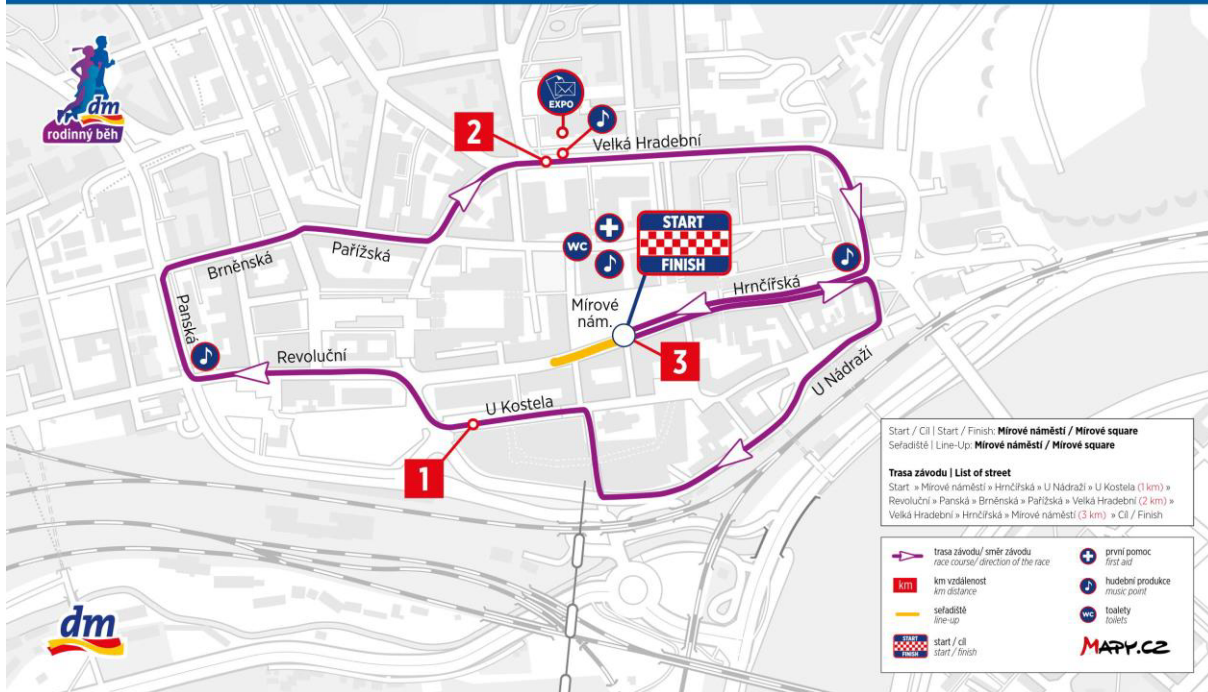 dm
rodinný běh
EXPO
2
Velká Hradební
START
FINISH
WC
Pařížská
Brněnská
Hrnčířská
Mírové
nám.
Panská
Revoluční
3
U Nádraží
U Kostela
1
Start / Cíl | Start / Finish: Mírové náměstí / Mírové square
Seřadiště | Line-Up: Mírové náměstí / Mírové square
Trasa závodu | List of street
Start » Mírové náměstí » Hrnčířská » U Nádraží » U Kostela (1 km) »
Revoluční » Panská » Brněnská » Pařížská » Velká Hradební (2 km) »
Velká Hradební » Hrnčířská » Mírové náměstí (3 km) » Cíl / Finish
trasa závodu/ směr závodu
race course/ direction of the race
km
km vzdálenost
km distance
seřadiště
line-up
START
FINISH
start / cíl
start / finish
první pomoc
first aid
hudební produkce
music point
WC
toalety
toilets
MAPY.CZ
dm